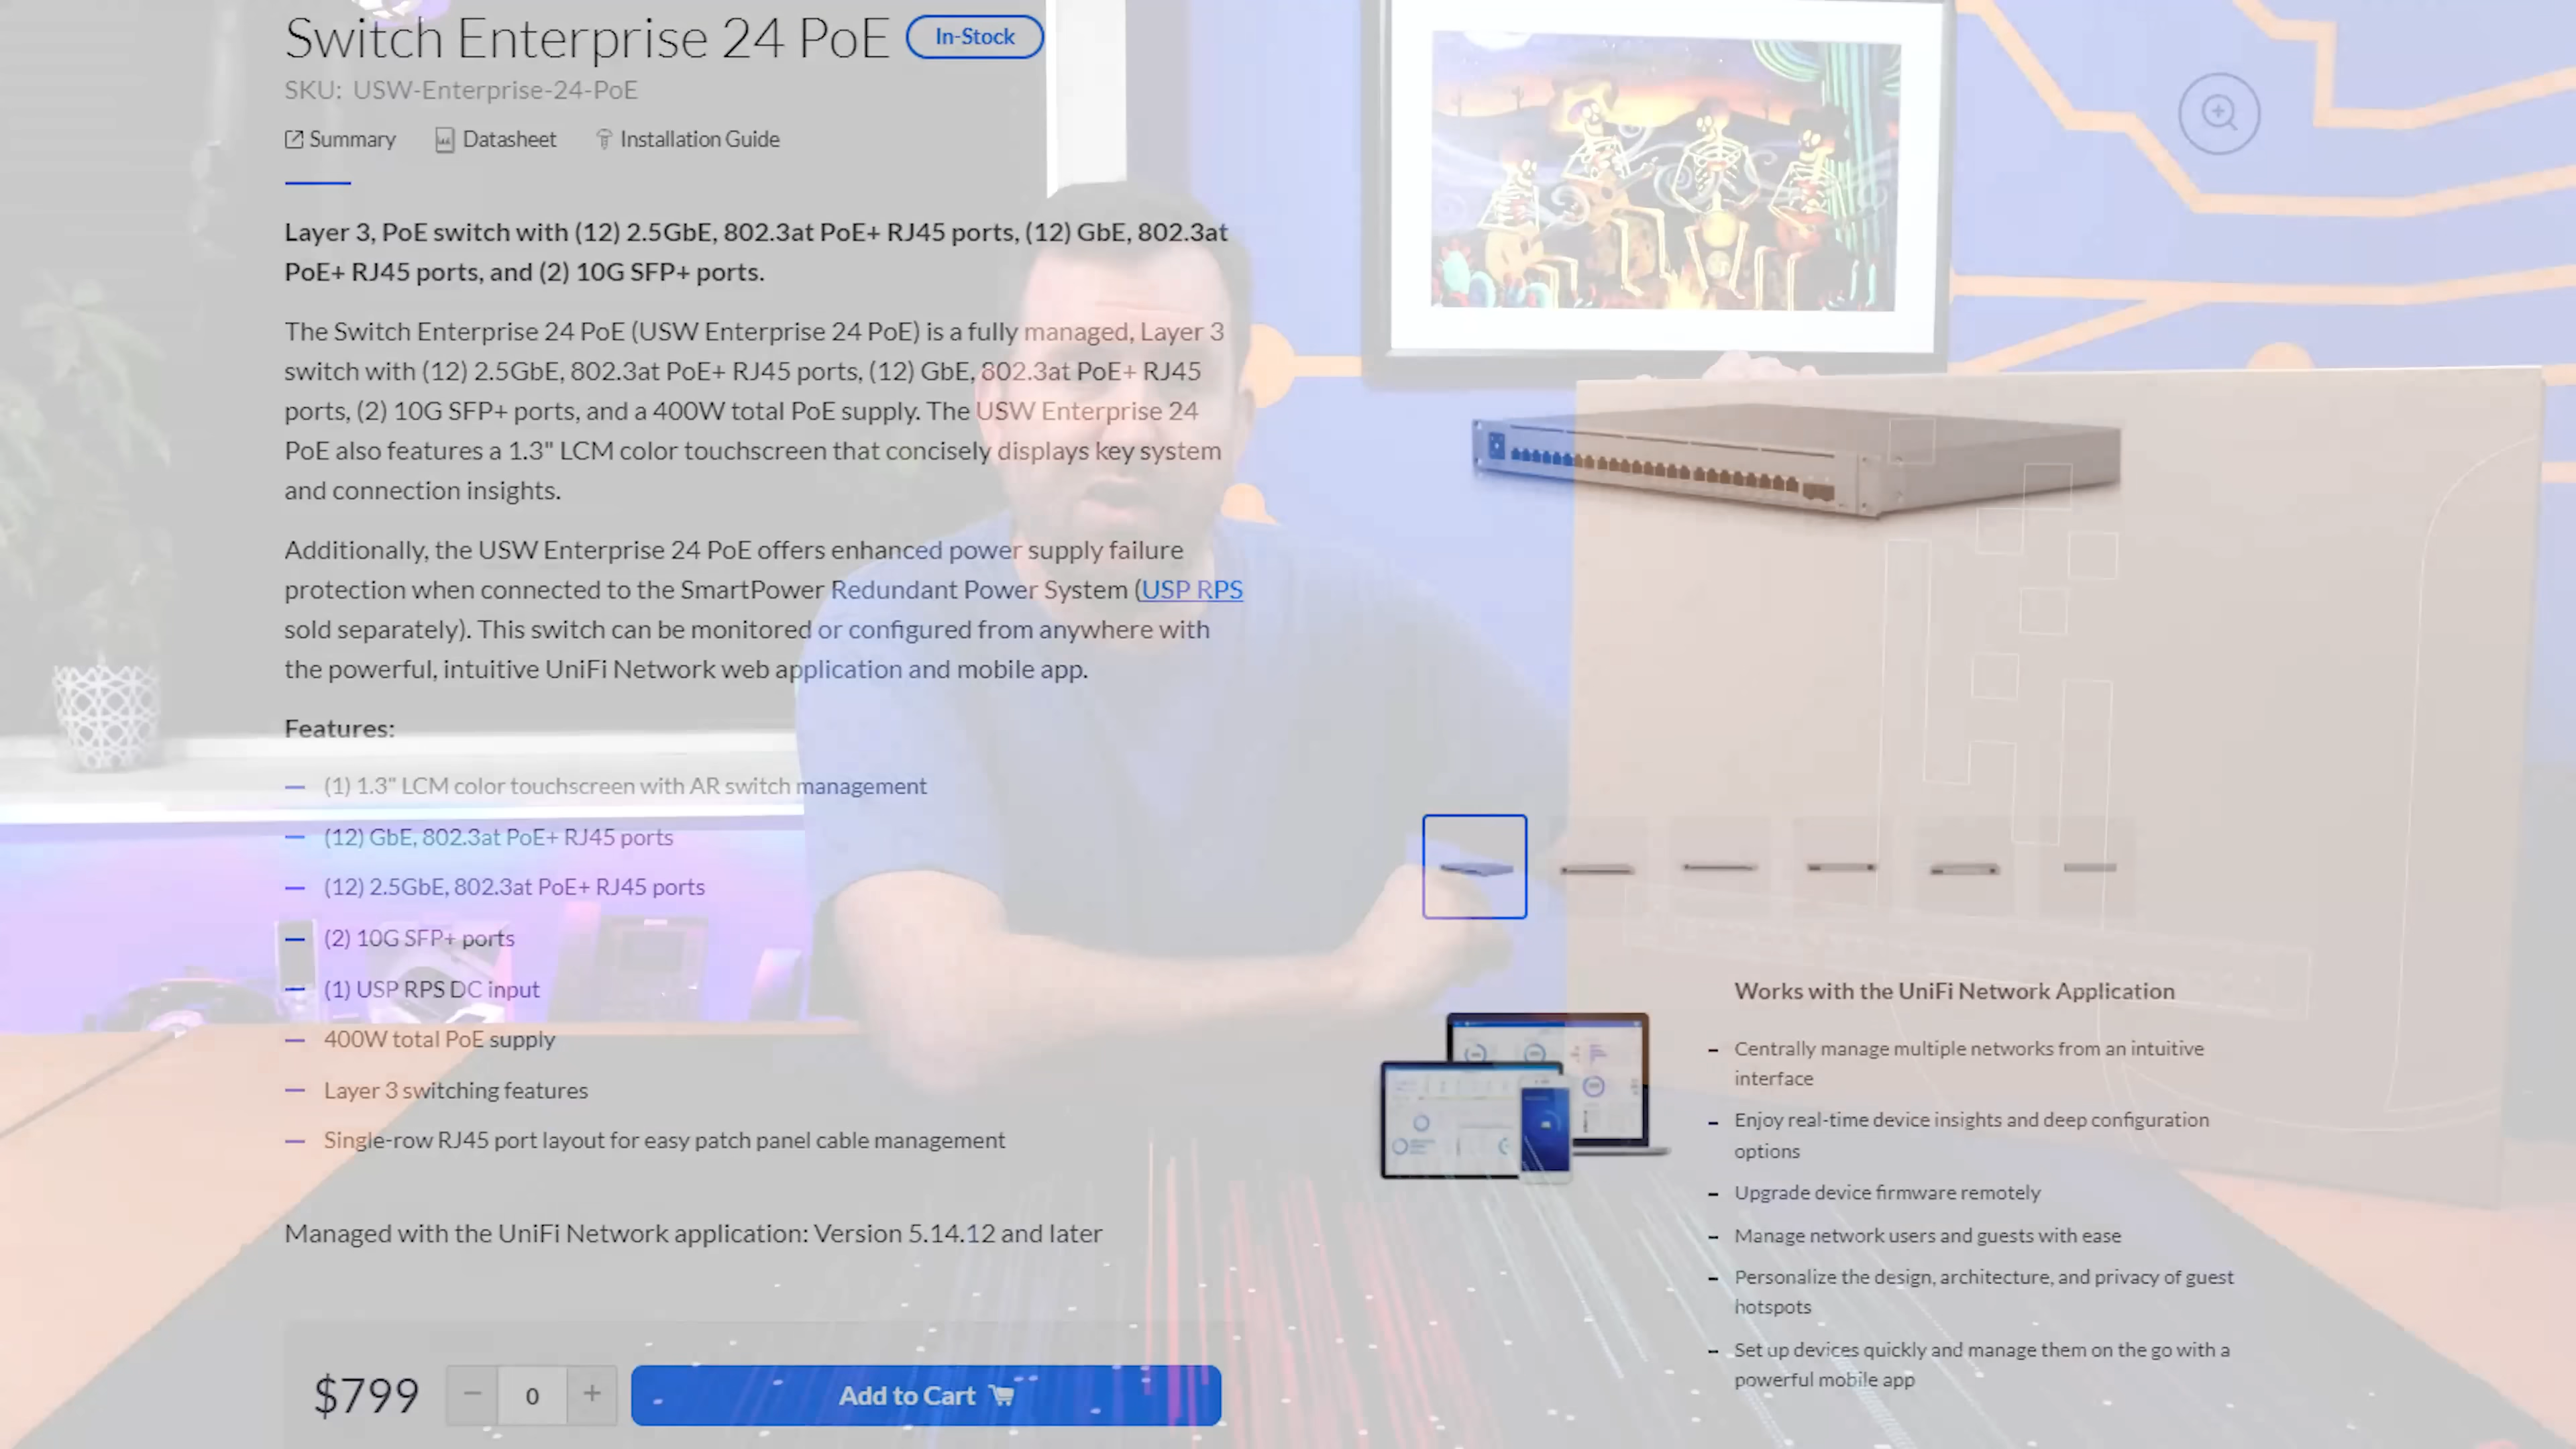 Switch Enterprise 24 PoE In-Stock
SKU: USW-Enterprise-24-PoE
Summary Datasheet Installation Guide
Layer 3, PoE switch with (12) 2.5GbE, 802.3at PoE+ RJ45 ports, (12) GbE, 802.3at
PoE+ RJ45 ports, and (2) 10G SFP+ ports.
The Switch Enterprise 24 PoE (USW Enterprise 24 PoE) is a fully managed, Layer 3
switch with (12) 2.5GbE, 802.3at PoE+ RJ45 ports, (12) GbE, 802.3at PoE+ RJ45
ports, (2) 10G SFP+ ports, and a 400W total PoE supply. The USW Enterprise 24
PoE also features a 1.3" LCM color touchscreen that concisely displays key system
and connection insights.
Additionally, the USW Enterprise 24 PoE offers enhanced power supply failure
protection when connected to the SmartPower Redundant Power System (USP RPS
sold separately). This switch can be monitored or configured from anywhere with
the powerful, intuitive UniFi Network web application and mobile app.
Features:
— (1) 1.3" LCM color touchscreen with AR switch management
— (12) GbE, 802.3at PoE+ RJ45 ports
— (12) 2.5GbE, 802.3at PoE+ RJ45 ports
— (2) 10G SFP+ ports
— (1) USP RPS DC input
— 400W total PoE supply
— Layer 3 switching features
— Single-row RJ45 port layout for easy patch panel cable management
Managed with the UniFi Network application: Version 5.14.12 and later
$799 − 0 + Add to Cart
Works with the UniFi Network Application
– Centrally manage multiple networks from an intuitive
interface
– Enjoy real-time device insights and deep configuration
options
– Upgrade device firmware remotely
– Manage network users and guests with ease
– Personalize the design, architecture, and privacy of guest
hotspots
– Set up devices quickly and manage them on the go with a
powerful mobile app